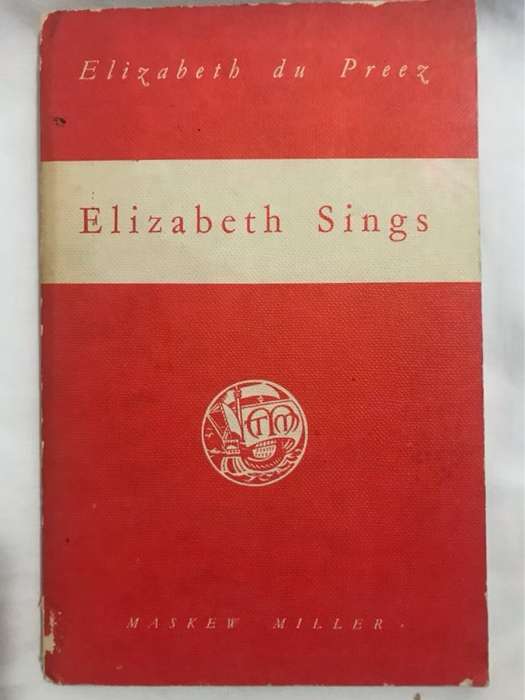 Elizabeth du Preez
Elizabeth Sings
MASKEW MILLER